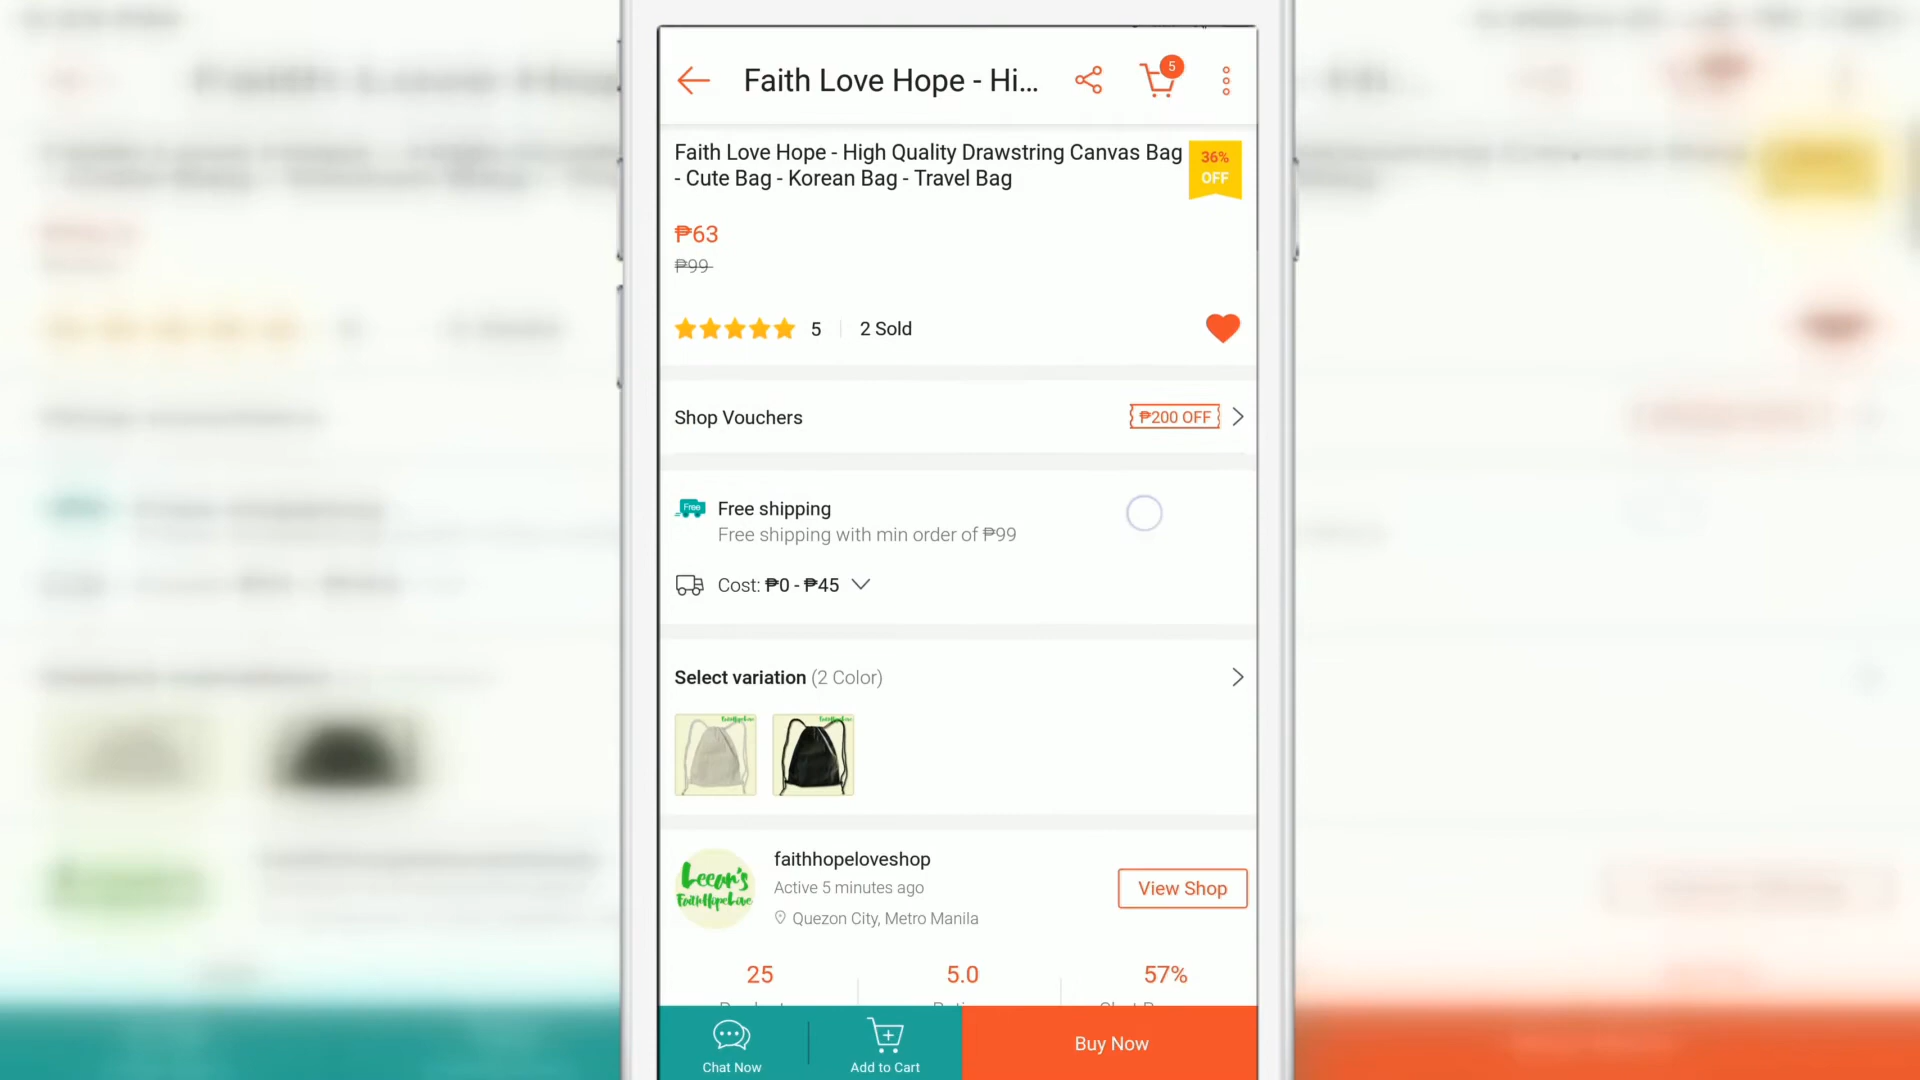 Faith Love Hope - Hi...
5
Faith Love Hope - High Quality Drawstring Canvas Bag
- Cute Bag - Korean Bag - Travel Bag
36%
OFF
₱63
₱99
5
2 Sold
Shop Vouchers
₱200 OFF
Free
Free shipping
Free shipping with min order of ₱99
Cost: ₱0 - ₱45
Select variation (2 Color)
Leean's
FaithHopeLove
faithhopeloveshop
Active 5 minutes ago
Quezon City, Metro Manila
View Shop
25
5.0
57%
Chat Now
Add to Cart
Buy Now